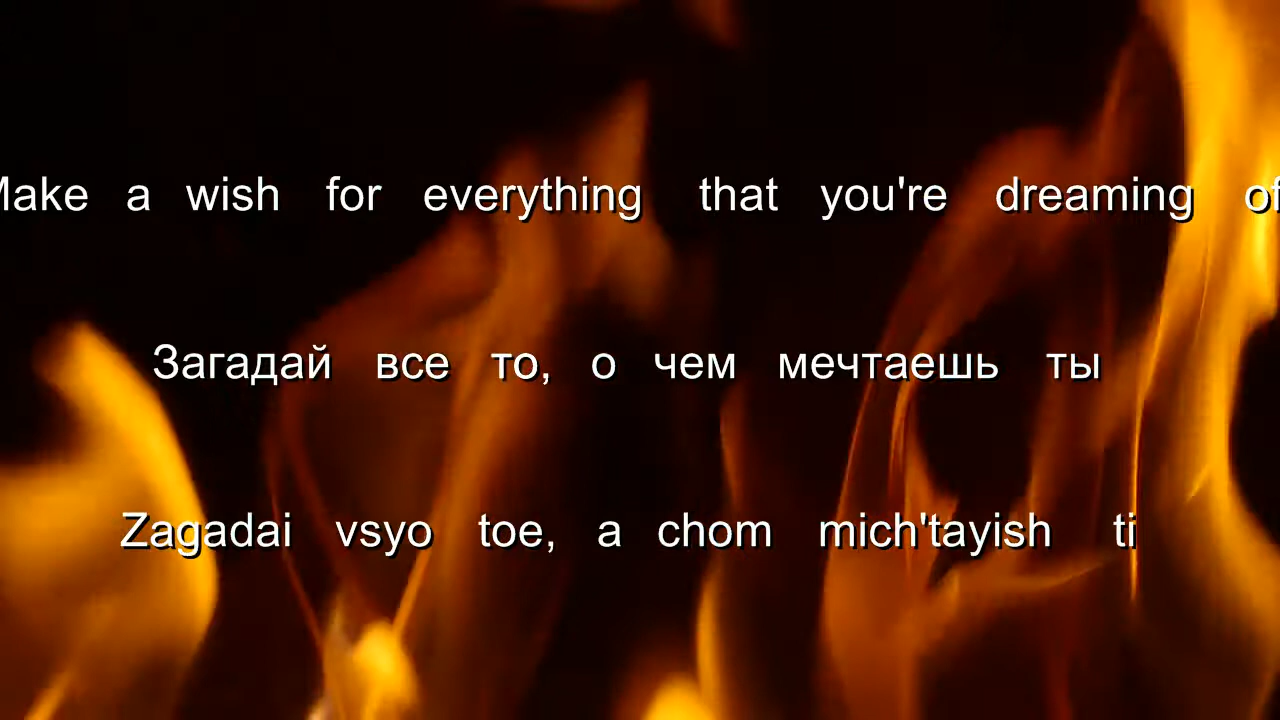 Make a wish for everything that you're dreaming of
Загадай все то, о чем мечтаешь ты
Zagadai vsyo toe, a chom mich'tayish ti